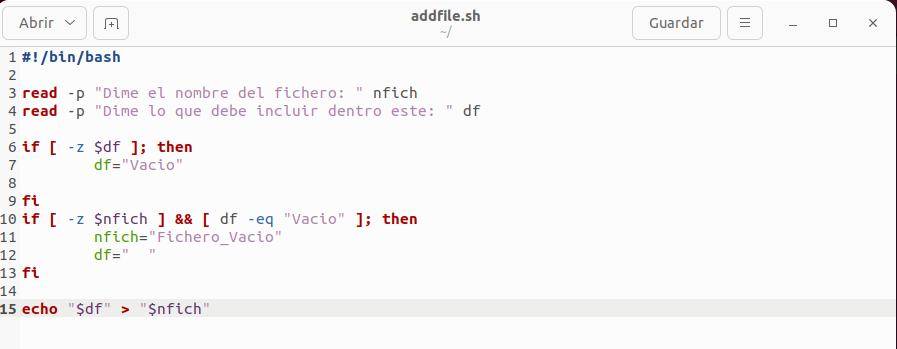 Abrir
addfile.sh
~/
Guardar
1 #!/bin/bash
2
3 read -p "Dime el nombre del fichero: " nfich
4 read -p "Dime lo que debe incluir dentro este: " df
5
6 if [ -z $df ]; then
7         df="Vacio"
8
9 fi
10 if [ -z $nfich ] && [ df -eq "Vacio" ]; then
11         nfich="Fichero_Vacio"
12         df="  "
13 fi
14
15 echo "$df" > "$nfich"